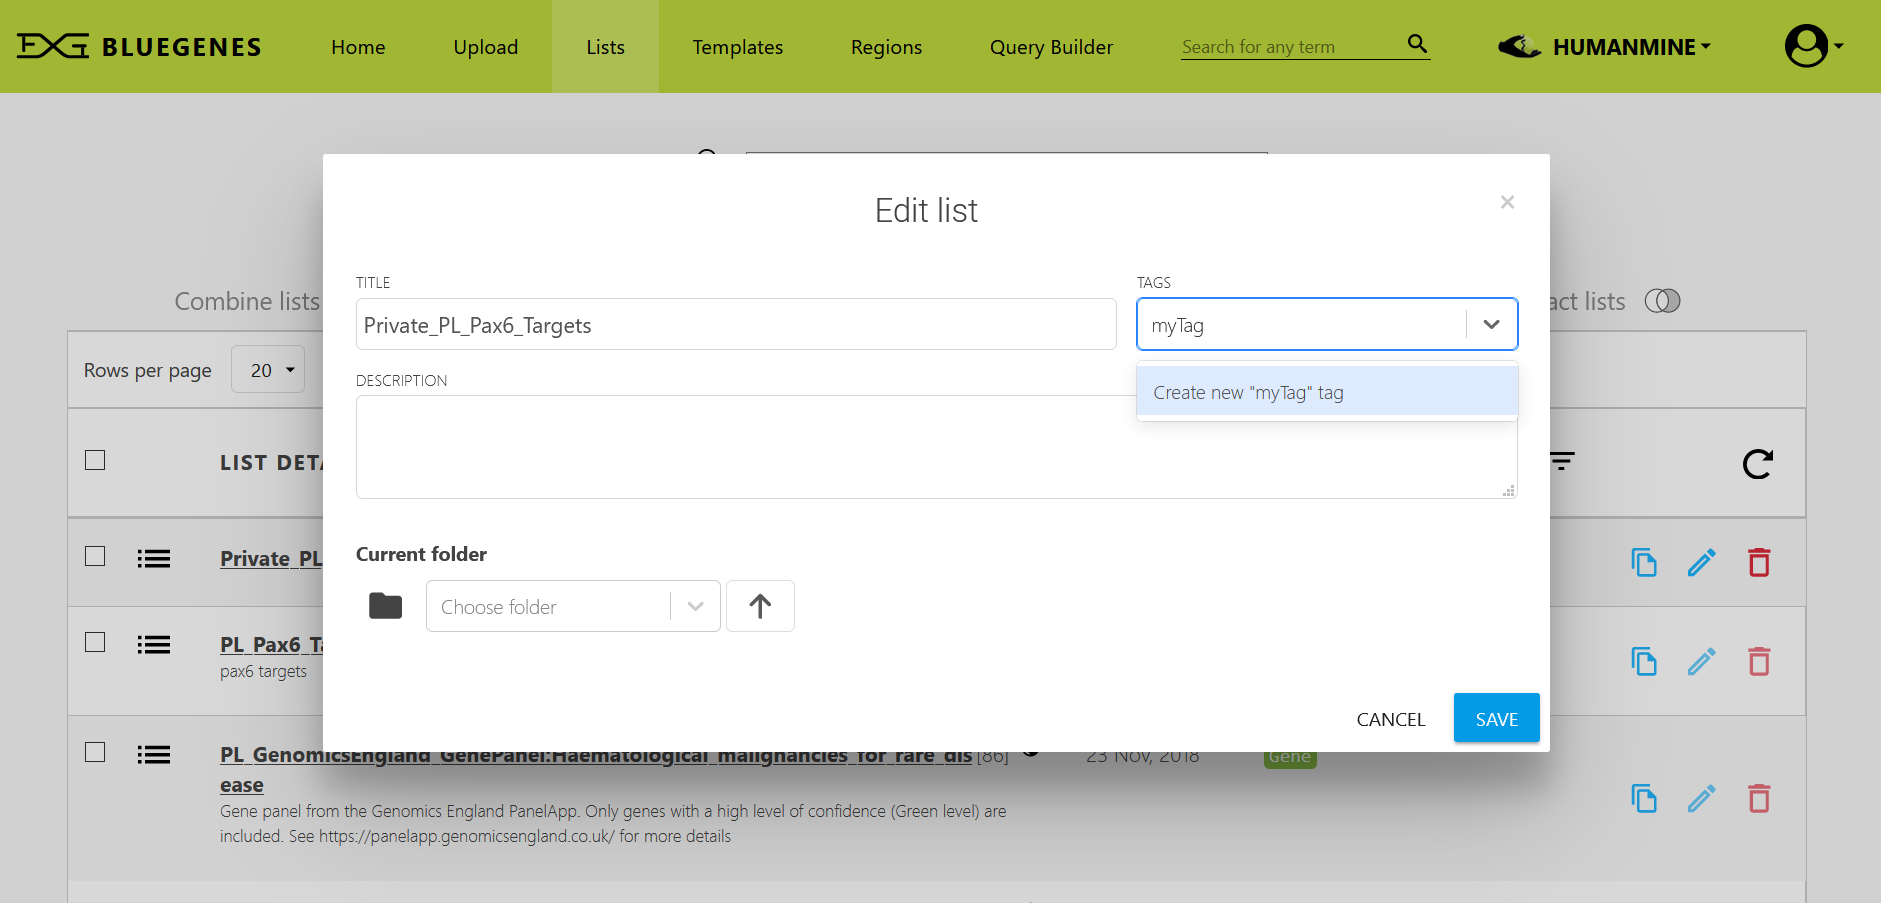 BLUEGENES Home Upload Lists Templates Regions Query Builder Search for any term HUMANMINE
Edit list ×
TITLE TAGS
Combine lists act lists
Private_PL_Pax6_Targets myTag
Rows per page 20
DESCRIPTION
Create new "myTag" tag
LIST DETA
Current folder
Private_PL_
Choose folder
PL_Pax6_Ta
pax6 targets
CANCEL SAVE
PL_GenomicsEngland_GenePanel:Haematological_malignancies_for_rare_dis [86] 23 Nov, 2018 Gene
ease
Gene panel from the Genomics England PanelApp. Only genes with a high level of confidence (Green level) are
included. See https://panelapp.genomicsengland.co.uk/ for more details